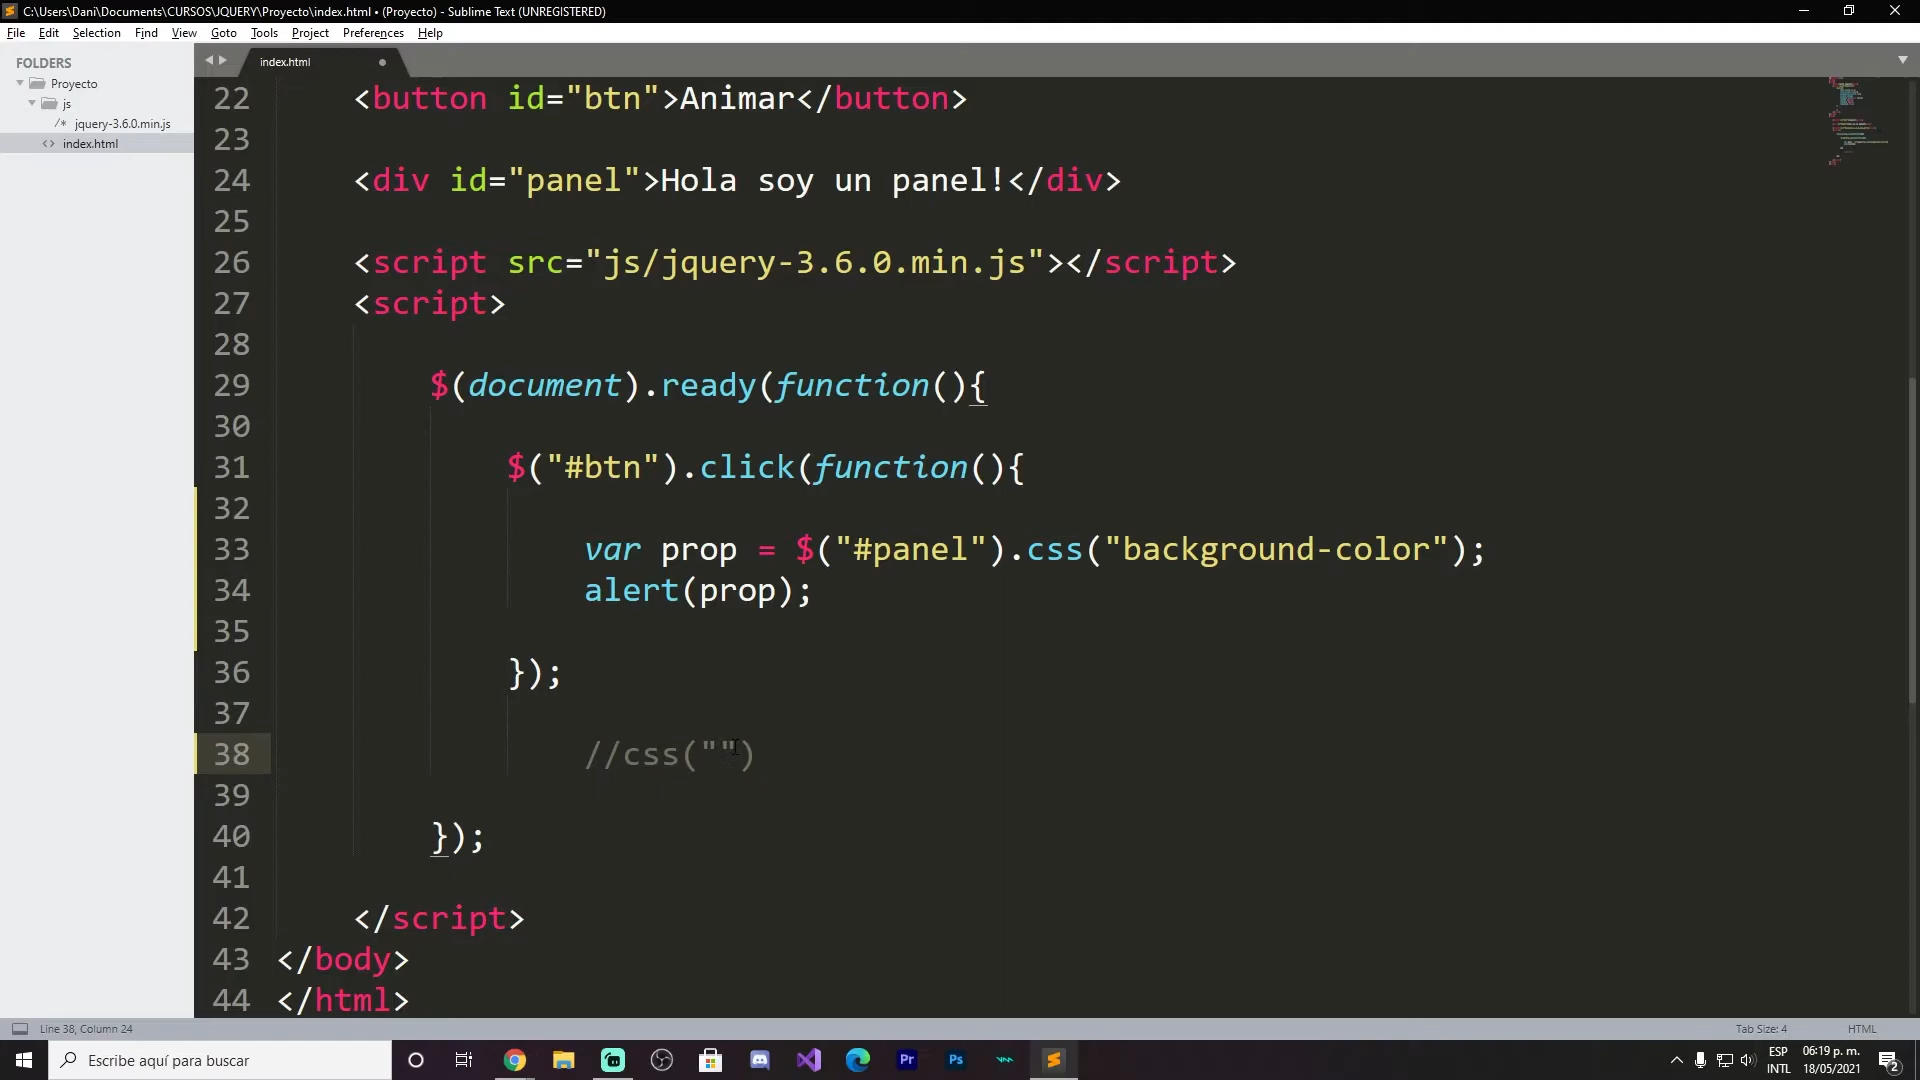 C:\Users\Dani\Documents\CURSOS\JQUERY\Proyecto\index.html • (Proyecto) - Sublime Text (UNREGISTERED)
File Edit Selection Find View Goto Tools Project Preferences Help
FOLDERS
Proyecto
js
/* jquery-3.6.0.min.js
<> index.html
index.html
22 <button id="btn">Animar</button>
23
24 <div id="panel">Hola soy un panel!</div>
25
26 <script src="js/jquery-3.6.0.min.js"></script>
27 <script>
28
29 $(document).ready(function(){
30
31 $("#btn").click(function(){
32
33 var prop = $("#panel").css("background-color");
34 alert(prop);
35
36 });
37
38 //css("")
39
40 });
41
42 </script>
43 </body>
44 </html>
Line 38, Column 24
Tab Size: 4 HTML
Escribe aquí para buscar
Pr Ps
ESP
INTL
06:19 p. m.
18/05/2021
2